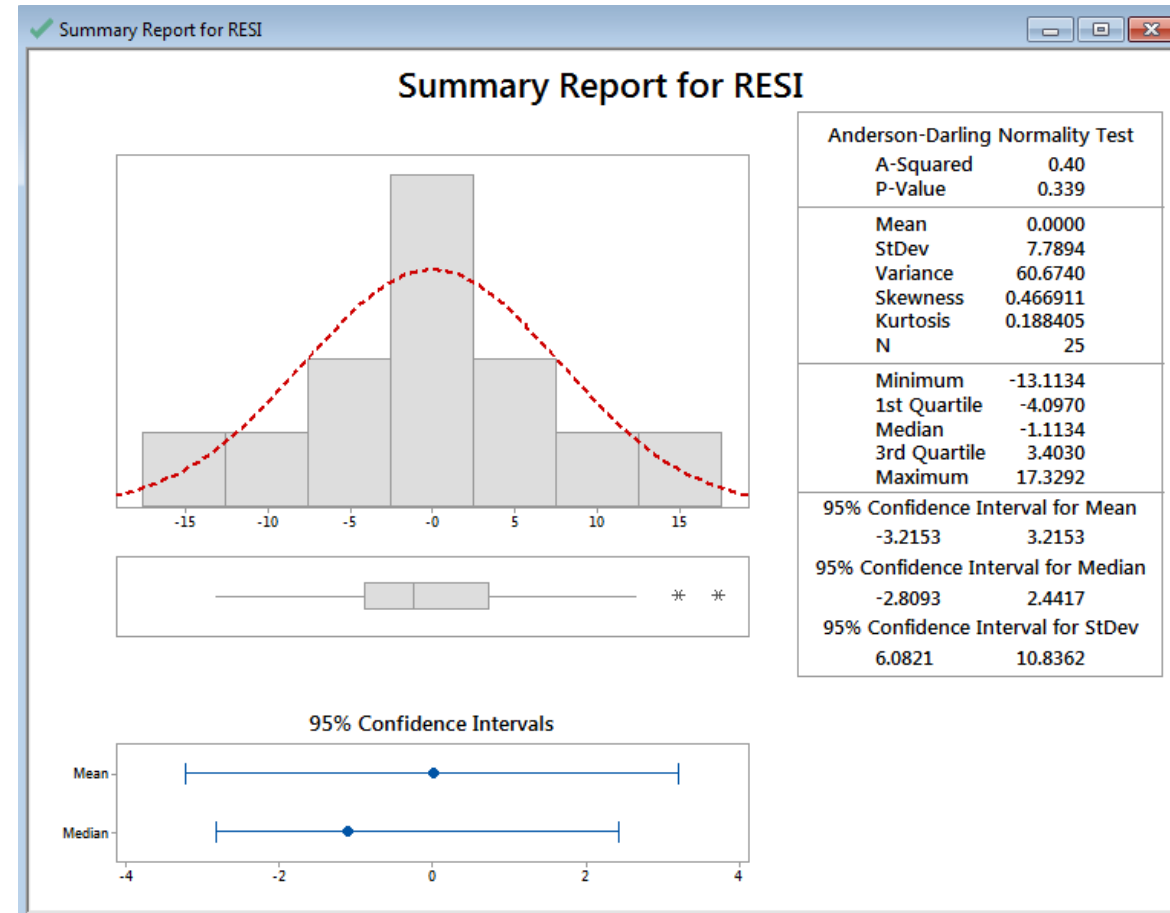 Summary Report for RESI
Summary Report for RESI
Anderson-Darling Normality Test
A-Squared 0.40
P-Value 0.339
Mean 0.0000
StDev 7.7894
Variance 60.6740
Skewness 0.466911
Kurtosis 0.188405
N 25
Minimum -13.1134
1st Quartile -4.0970
Median -1.1134
3rd Quartile 3.4030
Maximum 17.3292
95% Confidence Interval for Mean
-3.2153 3.2153
95% Confidence Interval for Median
-2.8093 2.4417
95% Confidence Interval for StDev
6.0821 10.8362
-15 -10 -5 -0 5 10 15
95% Confidence Intervals
Mean
Median
-4 -2 0 2 4